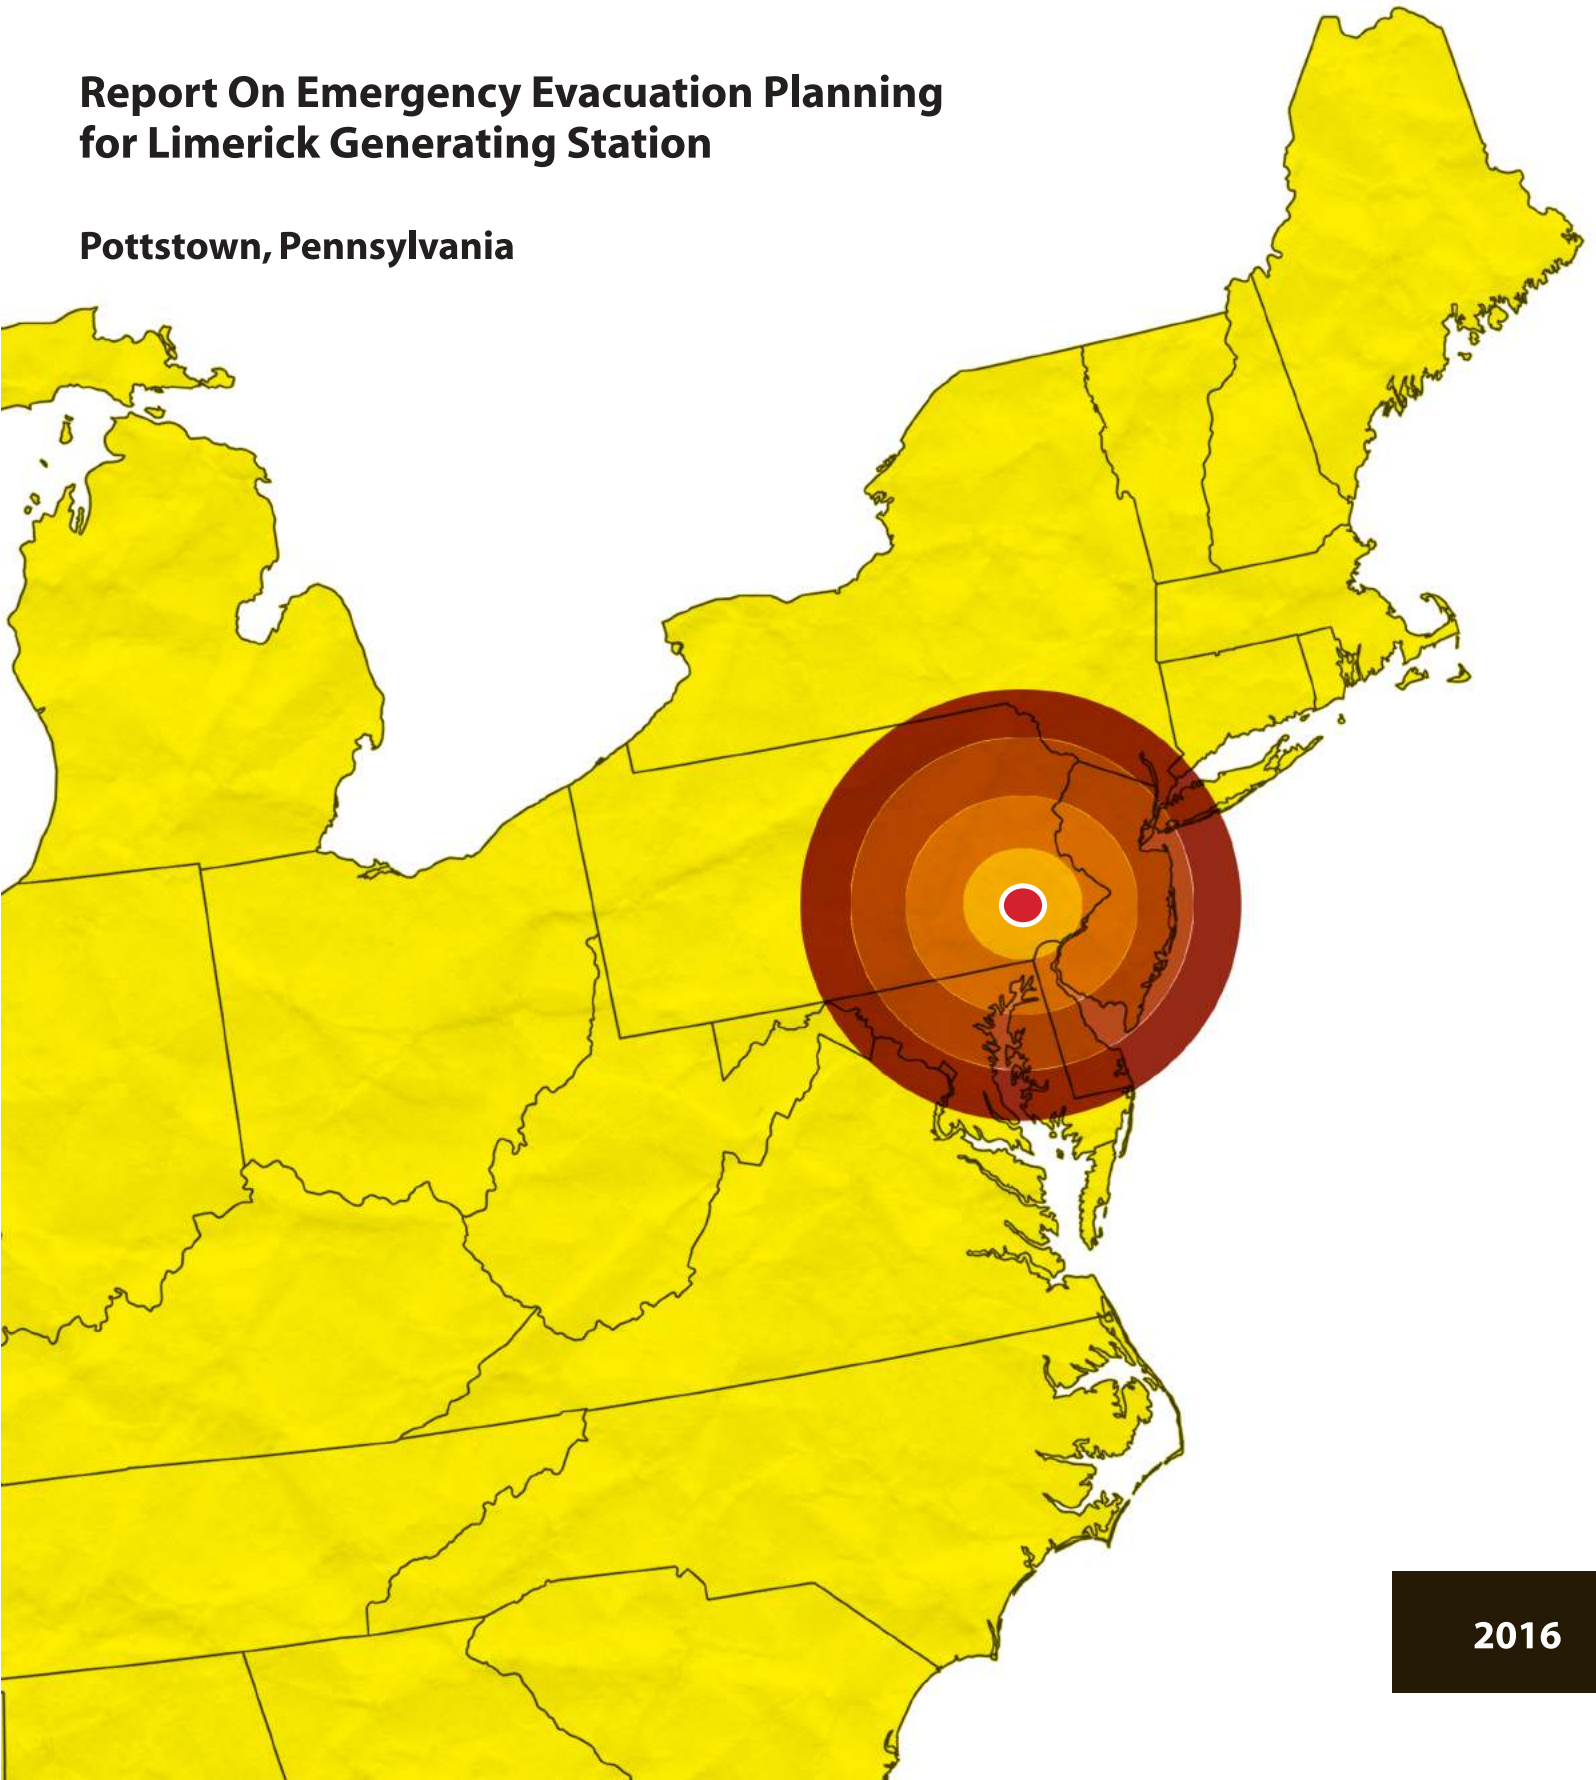 Report On Emergency Evacuation Planning
for Limerick Generating Station
Pottstown, Pennsylvania
2016